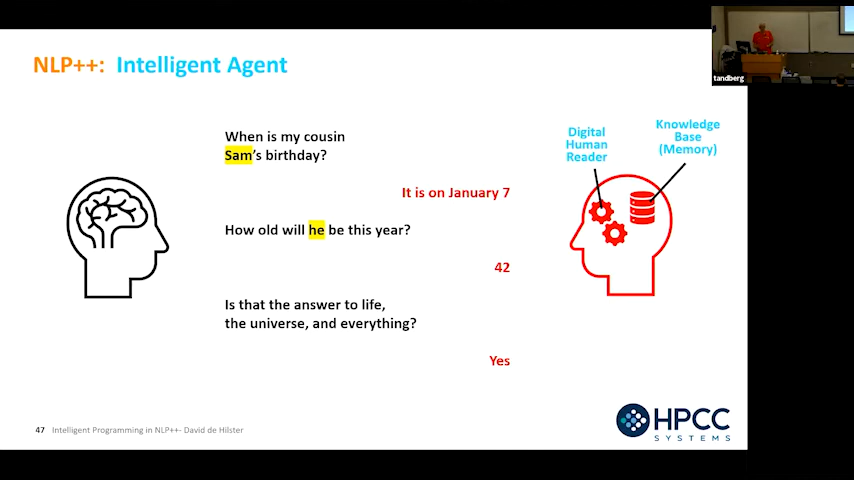 tandberg
NLP++: Intelligent Agent
When is my cousin
Sam's birthday?
It is on January 7
How old will he be this year?
42
Is that the answer to life,
the universe, and everything?
Yes
Digital
Human
Reader
Knowledge
Base
(Memory)
47 Intelligent Programming in NLP++- David de Hilster
HPCC
SYSTEMS